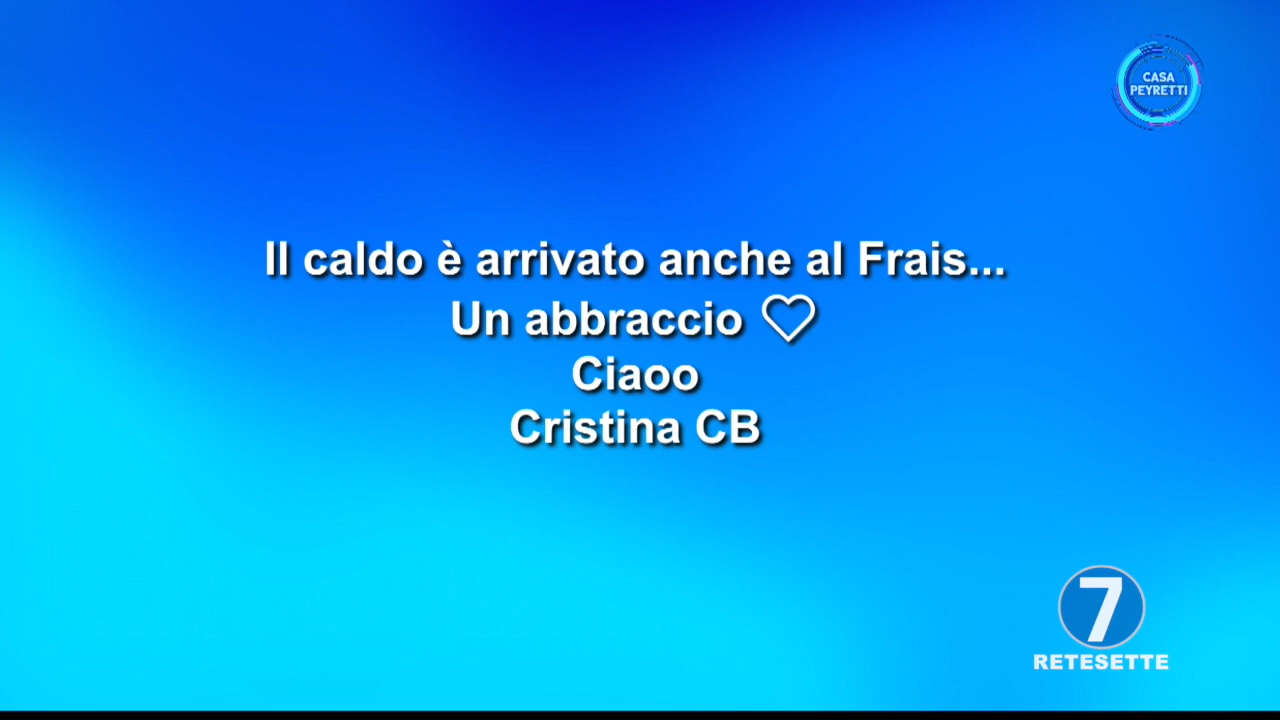 CASA
PEYRETTI
Il caldo è arrivato anche al Frais...
Un abbraccio ♡
Ciaoo
Cristina CB
7
RETESETTE